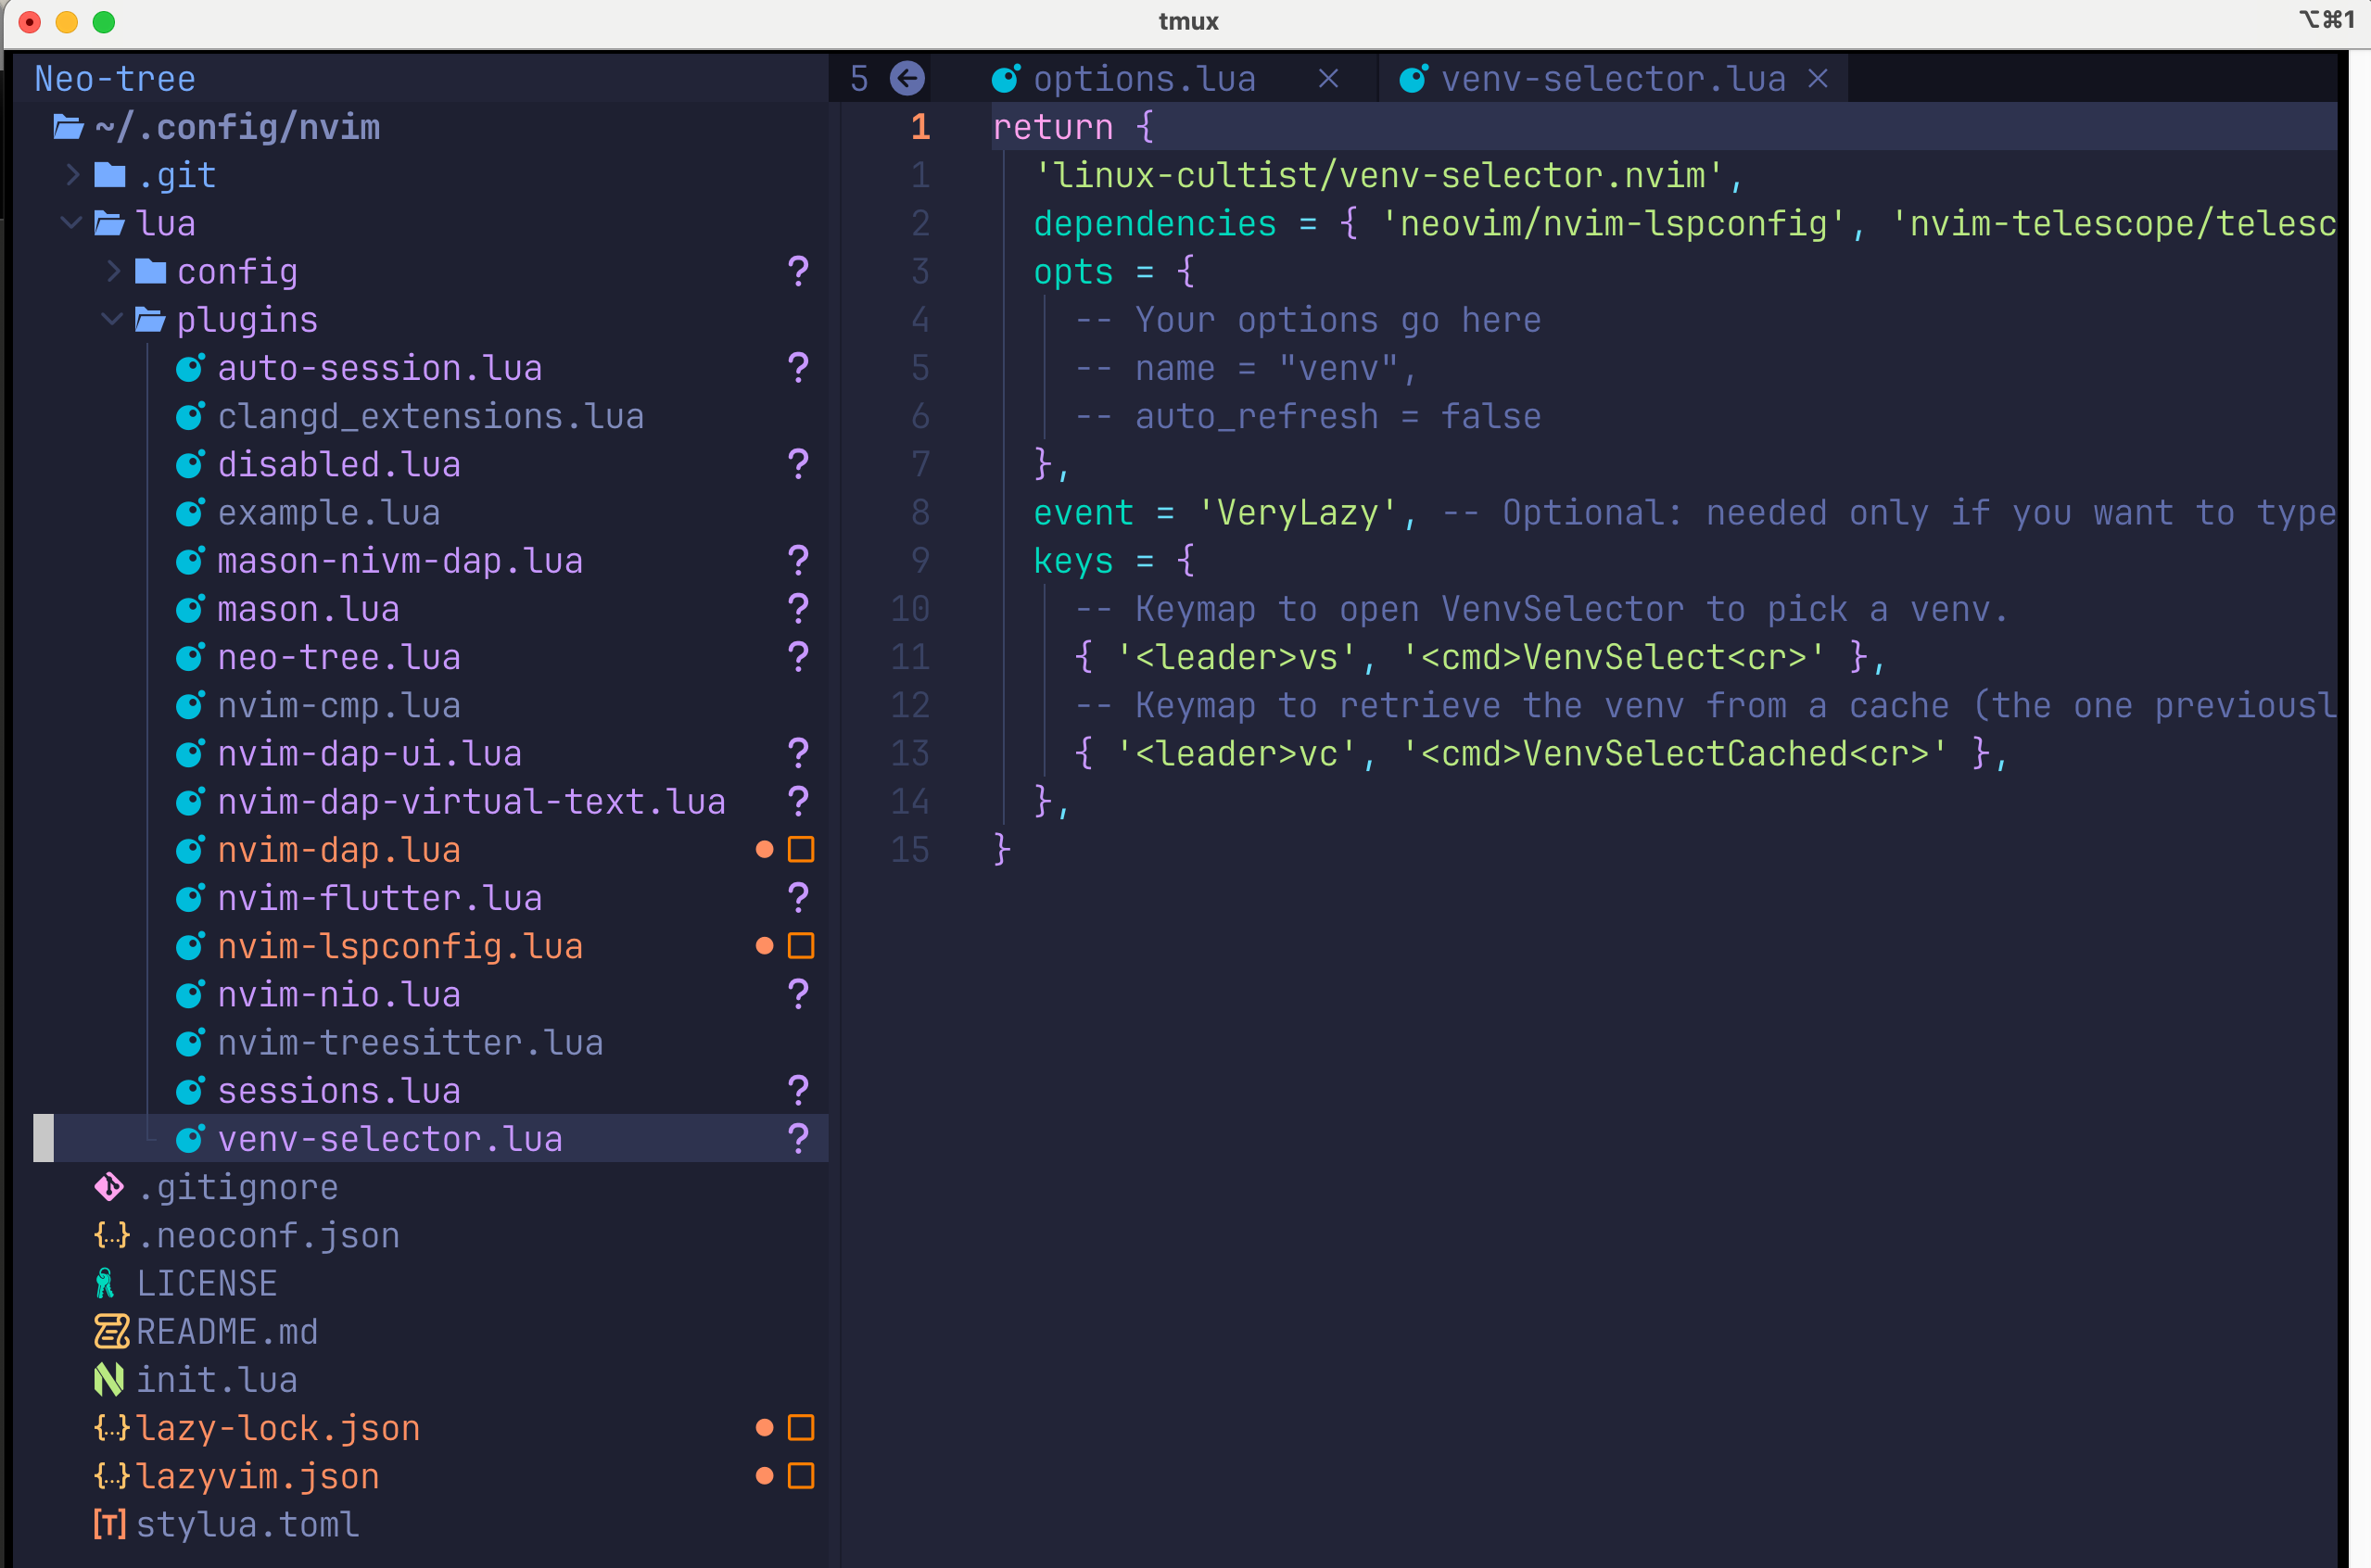 tmux
⌥⌘1
Neo-tree
~/.config/nvim
.git
lua
config ?
plugins
auto-session.lua ?
clangd_extensions.lua
disabled.lua ?
example.lua
mason-nivm-dap.lua ?
mason.lua ?
neo-tree.lua ?
nvim-cmp.lua
nvim-dap-ui.lua ?
nvim-dap-virtual-text.lua ?
nvim-dap.lua
nvim-flutter.lua ?
nvim-lspconfig.lua
nvim-nio.lua ?
nvim-treesitter.lua
sessions.lua ?
venv-selector.lua ?
.gitignore
{…} .neoconf.json
LICENSE
README.md
init.lua
{…} lazy-lock.json
{…} lazyvim.json
[T] stylua.toml
5 options.lua × venv-selector.lua ×
1 return {
1 'linux-cultist/venv-selector.nvim',
2 dependencies = { 'neovim/nvim-lspconfig', 'nvim-telescope/telesc
3 opts = {
4 -- Your options go here
5 -- name = "venv",
6 -- auto_refresh = false
7 },
8 event = 'VeryLazy', -- Optional: needed only if you want to type
9 keys = {
10 -- Keymap to open VenvSelector to pick a venv.
11 { '<leader>vs', '<cmd>VenvSelect<cr>' },
12 -- Keymap to retrieve the venv from a cache (the one previousl
13 { '<leader>vc', '<cmd>VenvSelectCached<cr>' },
14 },
15 }